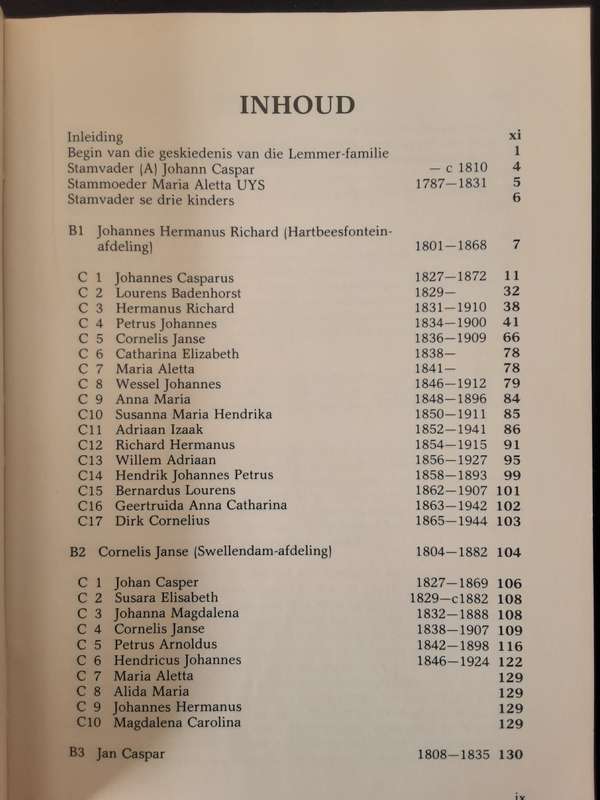 INHOUD
Inleiding xi
Begin van die geskiedenis van die Lemmer-familie 1
Stamvader (A) Johann Caspar — c 1810 4
Stammoeder Maria Aletta UYS 1787—1831 5
Stamvader se drie kinders 6
B1 Johannes Hermanus Richard (Hartbeesfontein-
afdeling) 1801—1868 7
C 1 Johannes Casparus 1827—1872 11
C 2 Lourens Badenhorst 1829— 32
C 3 Hermanus Richard 1831—1910 38
C 4 Petrus Johannes 1834—1900 41
C 5 Cornelis Janse 1836—1909 66
C 6 Catharina Elizabeth 1838— 78
C 7 Maria Aletta 1841— 78
C 8 Wessel Johannes 1846—1912 79
C 9 Anna Maria 1848—1896 84
C10 Susanna Maria Hendrika 1850—1911 85
C11 Adriaan Izaak 1852—1941 86
C12 Richard Hermanus 1854—1915 91
C13 Willem Adriaan 1856—1927 95
C14 Hendrik Johannes Petrus 1858—1893 99
C15 Bernardus Lourens 1862—1907 101
C16 Geertruida Anna Catharina 1863—1942 102
C17 Dirk Cornelius 1865—1944 103
B2 Cornelis Janse (Swellendam-afdeling) 1804—1882 104
C 1 Johan Casper 1827—1869 106
C 2 Susara Elisabeth 1829—c1882 108
C 3 Johanna Magdalena 1832—1888 108
C 4 Cornelis Janse 1838—1907 109
C 5 Petrus Arnoldus 1842—1898 116
C 6 Hendricus Johannes 1846—1924 122
C 7 Maria Aletta 129
C 8 Alida Maria 129
C 9 Johannes Hermanus 129
C10 Magdalena Carolina 129
B3 Jan Caspar 1808—1835 130
ix